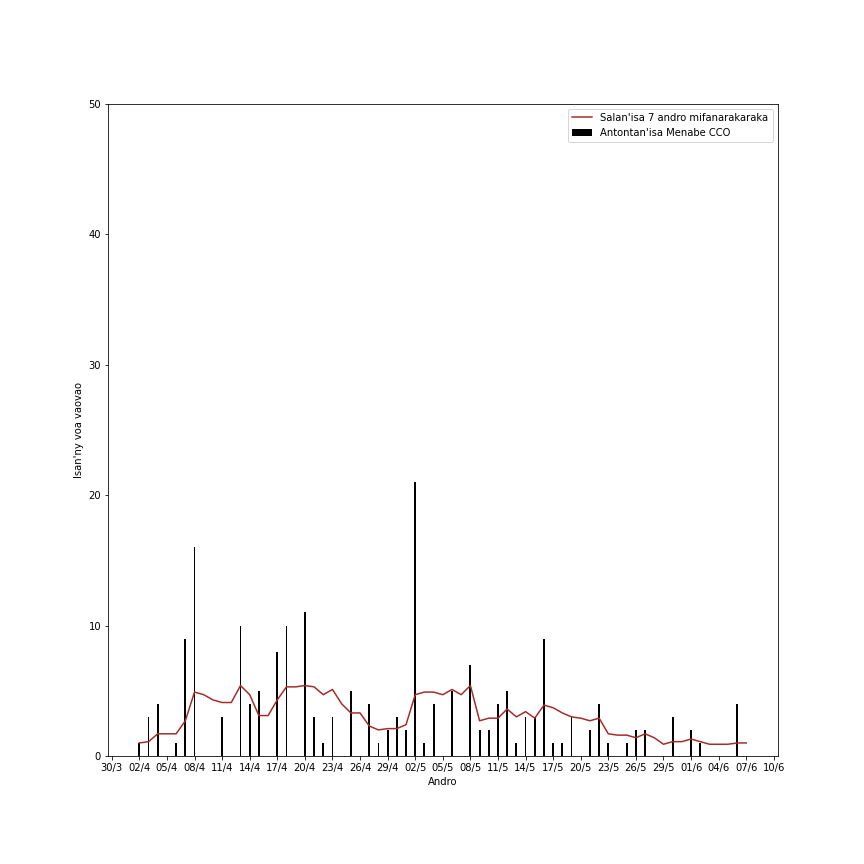 50
Salan'isa 7 andro mifanarakaraka
Antontan'isa Menabe CCO
40
30
20
10
0
Isan'ny voa vaovao
30/3 02/4 05/4 08/4 11/4 14/4 17/4 20/4 23/4 26/4 29/4 02/5 05/5 08/5 11/5 14/5 17/5 20/5 23/5 26/5 29/5 01/6 04/6 07/6 10/6
Andro